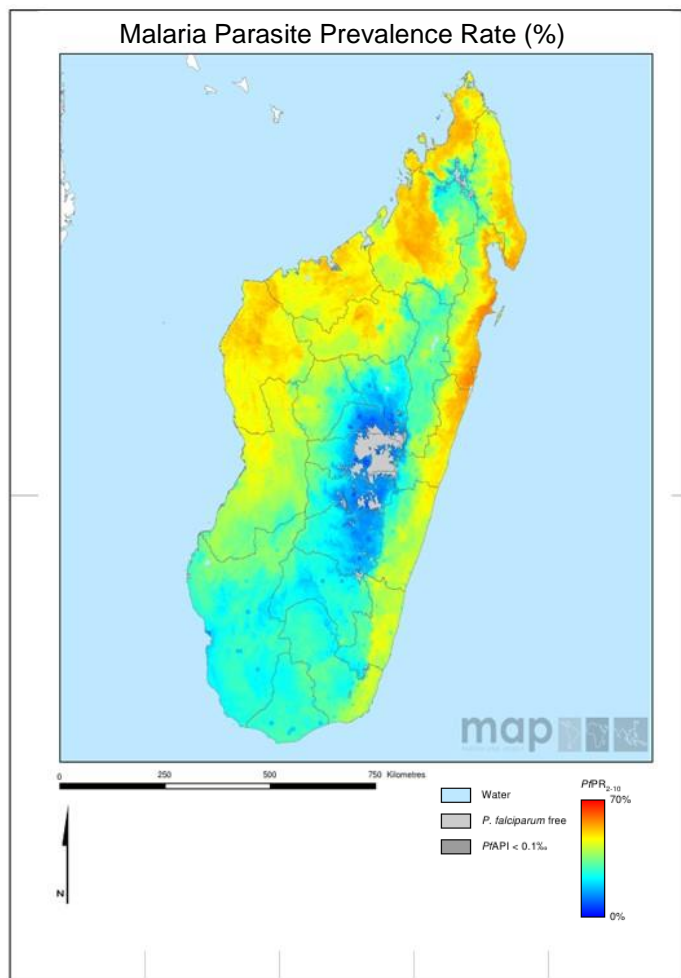 Malaria Parasite Prevalence Rate (%)
map
0 250 500 750 Kilometres
Water
P. falciparum free
PfAPI < 0.1‰
PfPR2-10
70%
0%
N